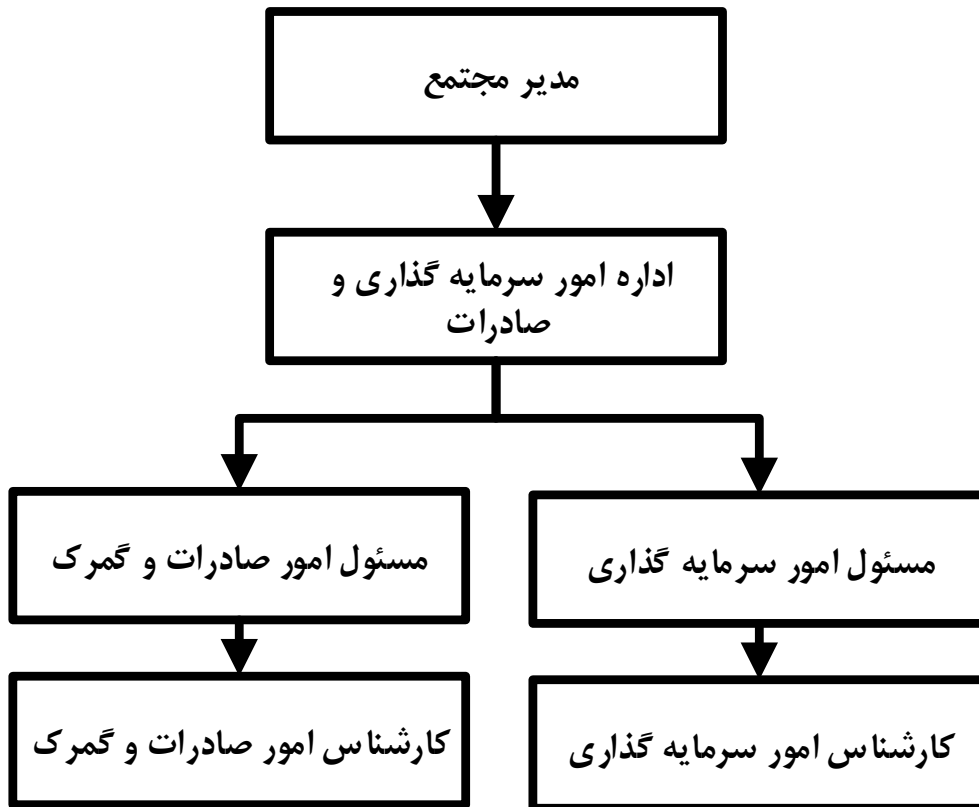 مدیر مجتمع
اداره امور سرمایه گذاری و
صادرات
مسئول امور سرمایه گذاری
مسئول امور صادرات و گمرک
کارشناس امور سرمایه گذاری
کارشناس امور صادرات و گمرک